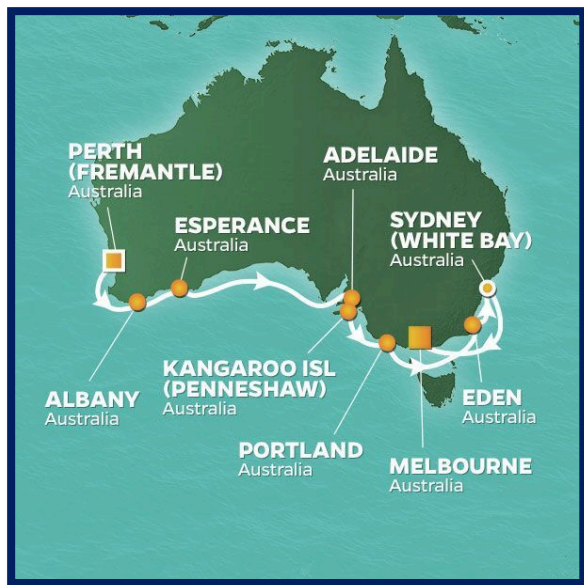 PERTH
(FREMANTLE)
Australia
ADELAIDE
Australia
ESPERANCE
Australia
SYDNEY
(WHITE BAY)
Australia
KANGAROO ISL
(PENNESHAW)
Australia
ALBANY
Australia
EDEN
Australia
PORTLAND
Australia
MELBOURNE
Australia